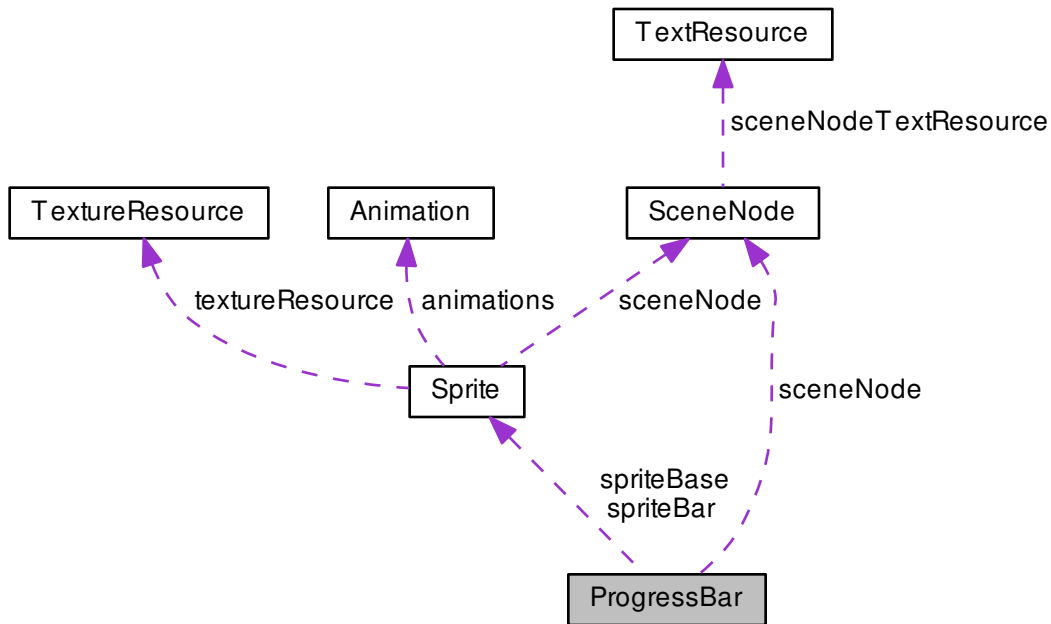 TextResource
sceneNodeTextResource
TextureResource
Animation
SceneNode
textureResource
animations
sceneNode
Sprite
sceneNode
spriteBase
spriteBar
ProgressBar